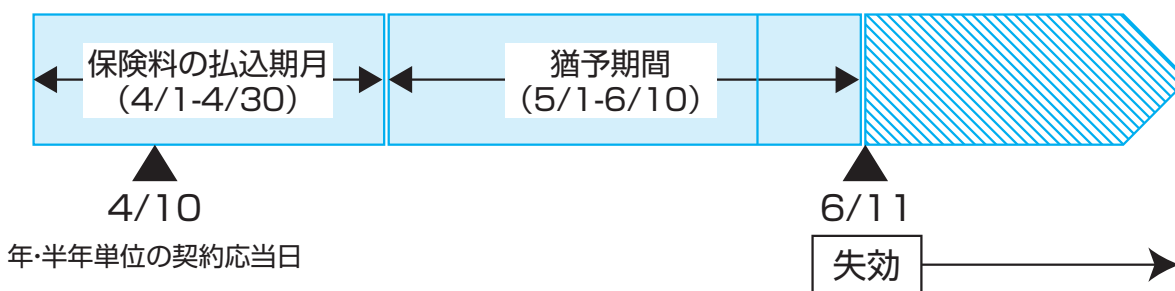 保険料の払込期月
（4/1-4/30）
猶予期間
（5/1-6/10）
4/10
年・半年単位の契約応当日
6/11
失効